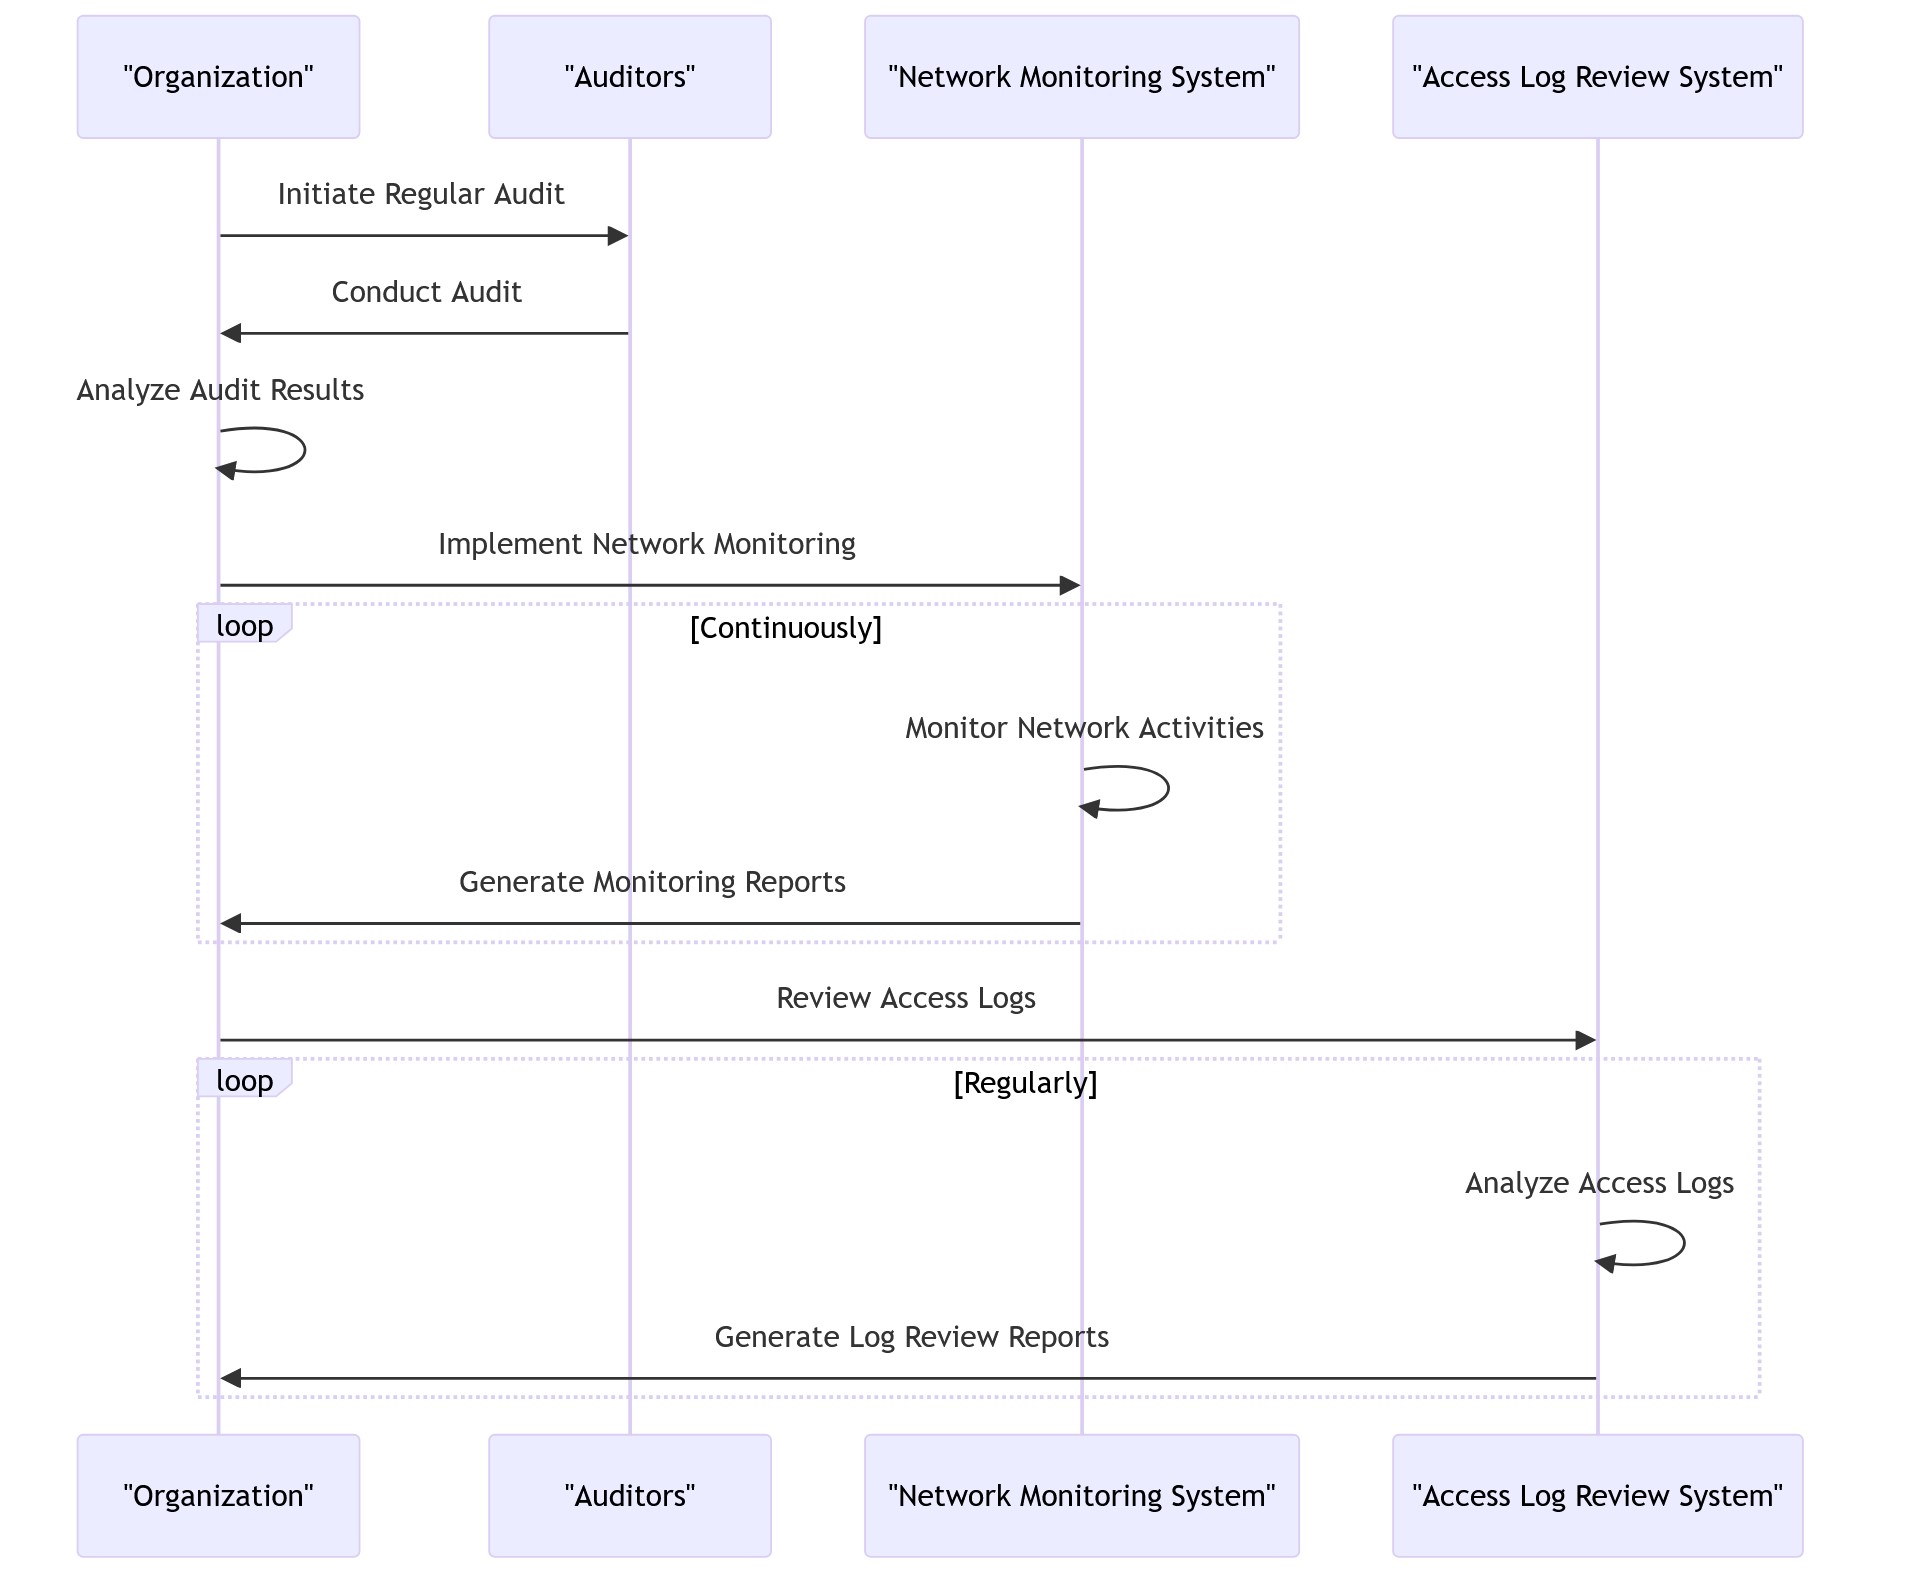 "Organization"
"Auditors"
"Network Monitoring System"
"Access Log Review System"
Initiate Regular Audit
Conduct Audit
Analyze Audit Results
Implement Network Monitoring
loop
[Continuously]
Monitor Network Activities
Generate Monitoring Reports
Review Access Logs
loop
[Regularly]
Analyze Access Logs
Generate Log Review Reports
"Organization"
"Auditors"
"Network Monitoring System"
"Access Log Review System"